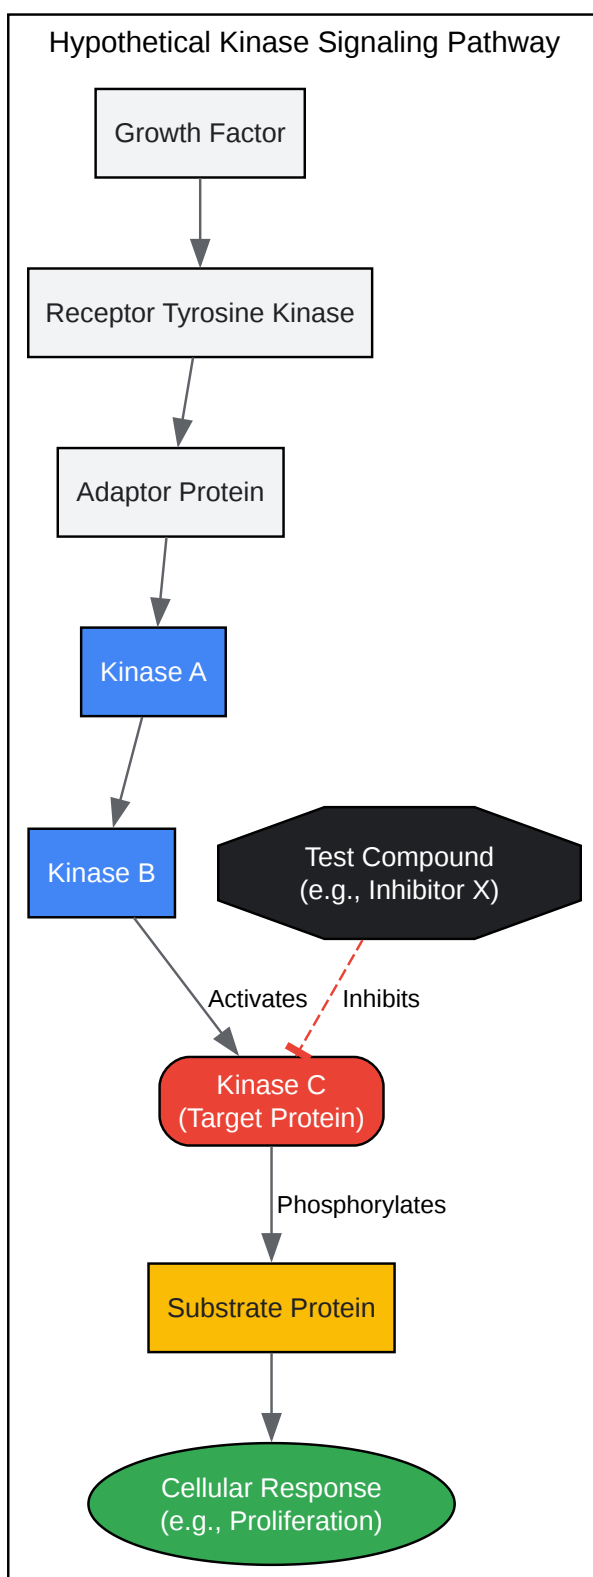 Hypothetical Kinase Signaling Pathway
Growth Factor
Receptor Tyrosine Kinase
Adaptor Protein
Kinase A
Kinase B
Test Compound
(e.g., Inhibitor X)
Activates
Inhibits
Kinase C
(Target Protein)
Phosphorylates
Substrate Protein
Cellular Response
(e.g., Proliferation)